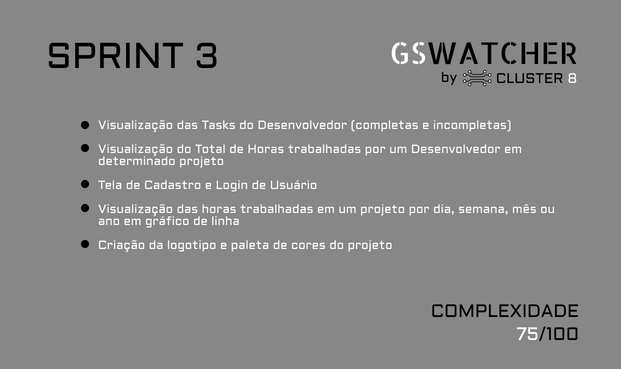 SPRINT 3
GSWATCHER
by CLUSTER 8
Visualização das Tasks do Desenvolvedor (completas e incompletas)
Visualização do Total de Horas trabalhadas por um Desenvolvedor em
determinado projeto
Tela de Cadastro e Login de Usuário
Visualização das horas trabalhadas em um projeto por dia, semana, mês ou
ano em gráfico de linha
Criação da logotipo e paleta de cores do projeto
COMPLEXIDADE
75/100